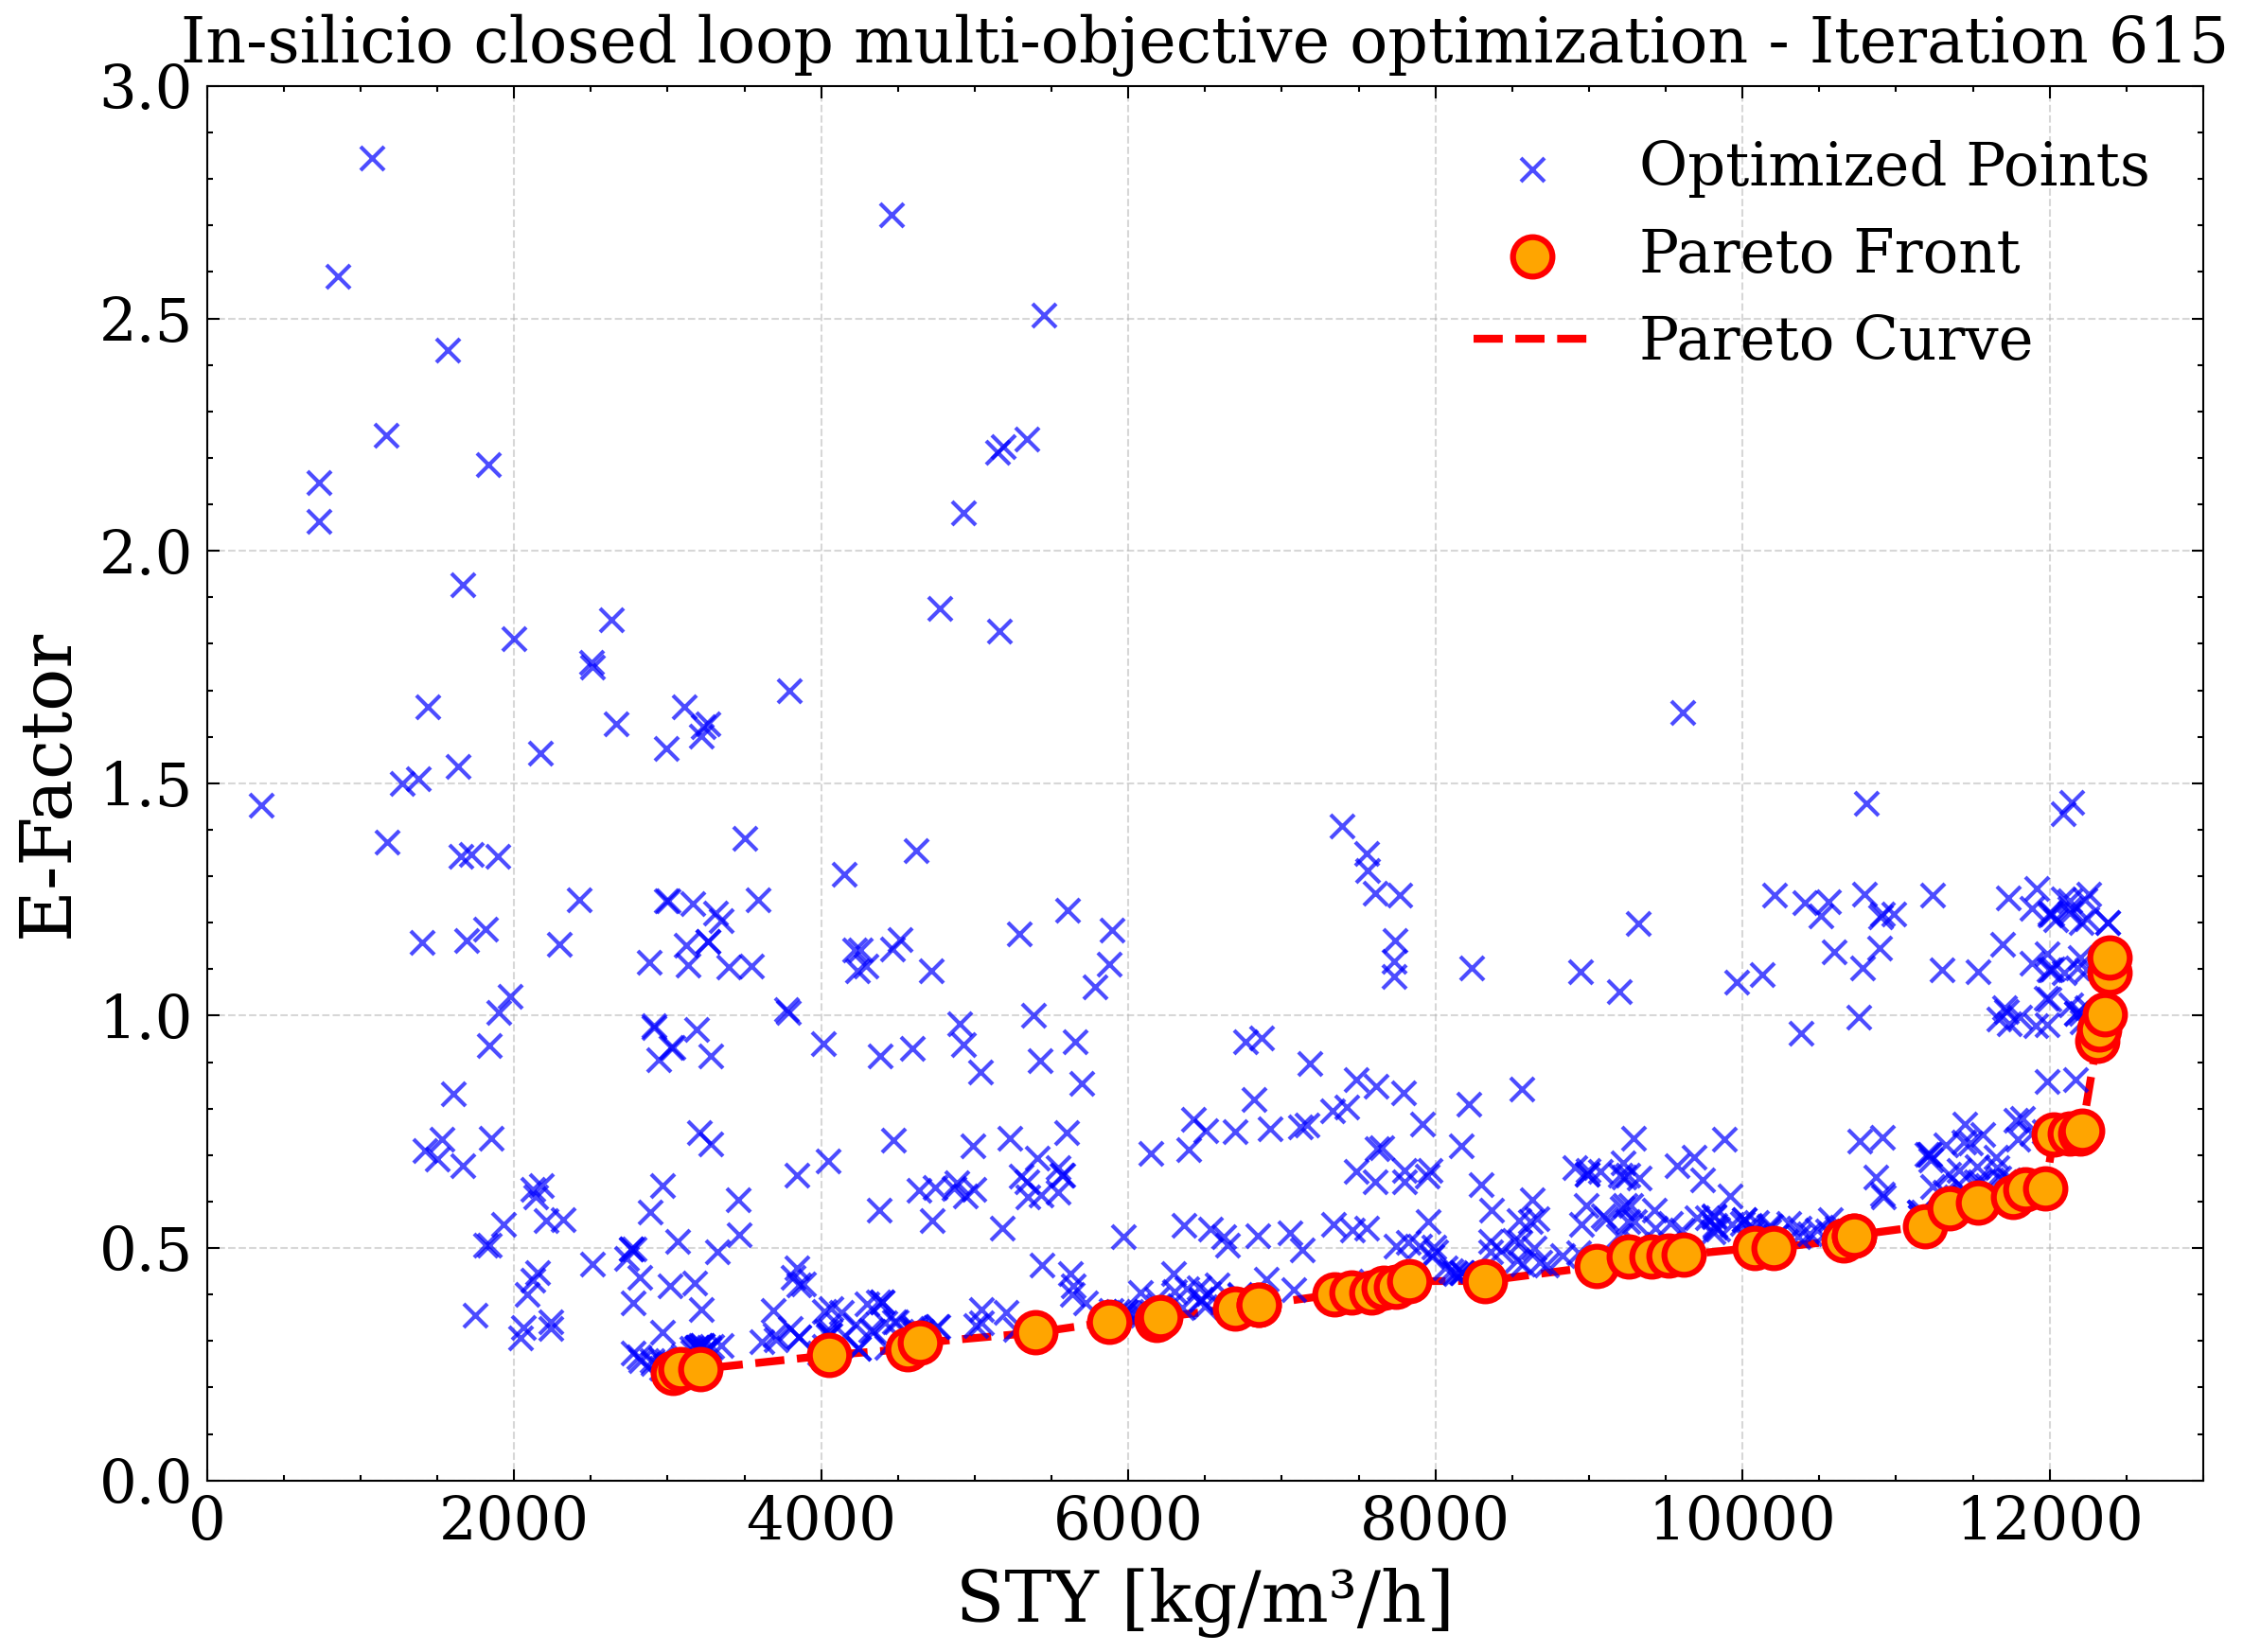 In-silicio closed loop multi-objective optimization - Iteration 615
Optimized Points
Pareto Front
Pareto Curve
E-Factor
3.0
2.5
2.0
1.5
1.0
0.5
0.0
0 2000 4000 6000 8000 10000 12000
STY [kg/m³/h]